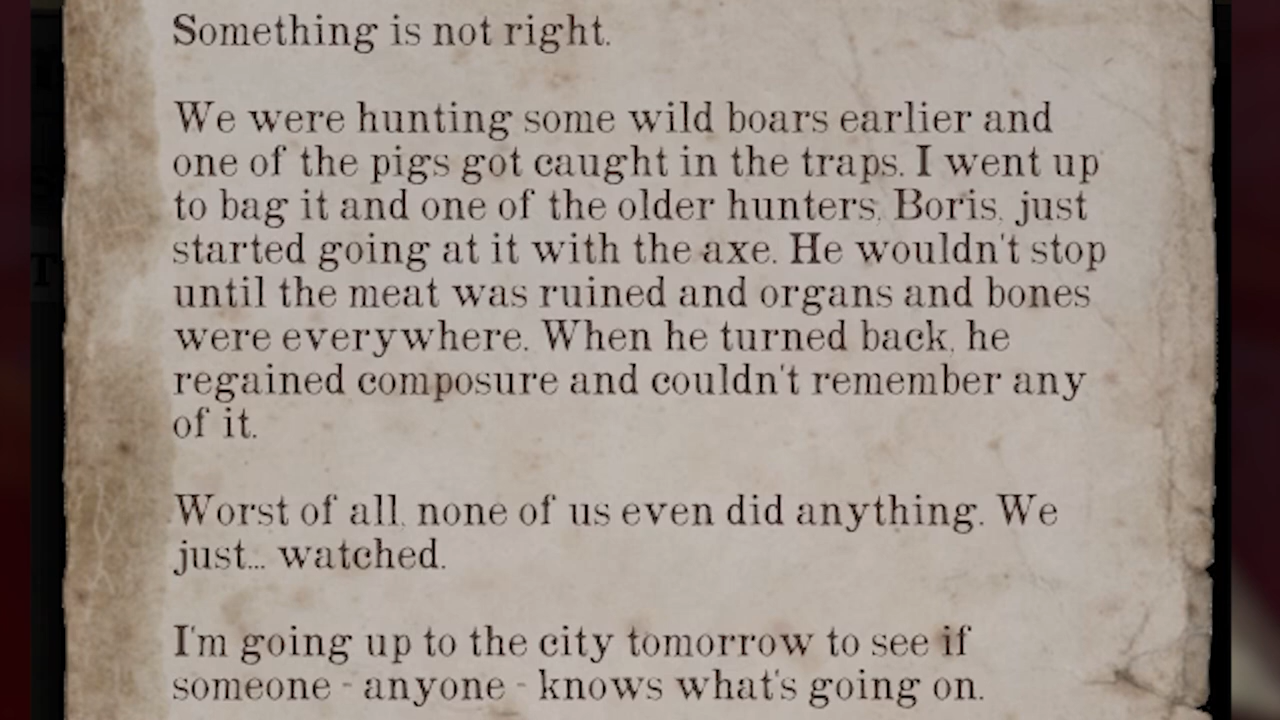 Something is not right.
We were hunting some wild boars earlier and
one of the pigs got caught in the traps. I went up
to bag it and one of the older hunters, Boris, just
started going at it with the axe. He wouldn't stop
until the meat was ruined and organs and bones
were everywhere. When he turned back, he
regained composure and couldn't remember any
of it.
Worst of all, none of us even did anything. We
just... watched.
I'm going up to the city tomorrow to see if
someone - anyone - knows what's going on.